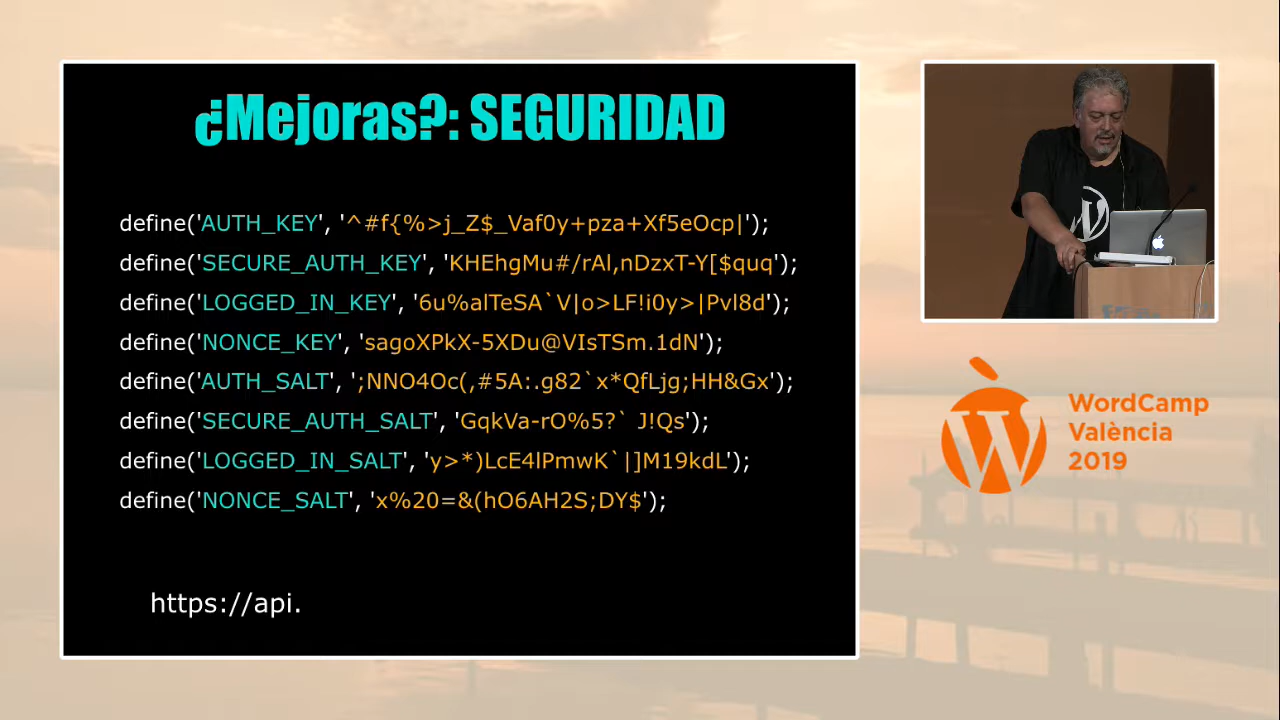 ¿Mejoras?: SEGURIDAD
define('AUTH_KEY', '^#f{%>j_Z$_Vaf0y+pza+Xf5eOcp|');
define('SECURE_AUTH_KEY', 'KHEhgMu#/rAl,nDzxT-Y[$quq');
define('LOGGED_IN_KEY', '6u%alTeSA`V|o>LF!i0y>|Pvl8d');
define('NONCE_KEY', 'sagoXPkX-5XDu@VIsTSm.1dN');
define('AUTH_SALT', ';NNO4Oc(,#5A:.g82`x*QfLjg;HH&Gx');
define('SECURE_AUTH_SALT', 'GqkVa-rO%5?` J!Qs');
define('LOGGED_IN_SALT', 'y>*)LcE4lPmwK`|]M19kdL');
define('NONCE_SALT', 'x%20=&(hO6AH2S;DY$');
https://api.
WordCamp
València
2019